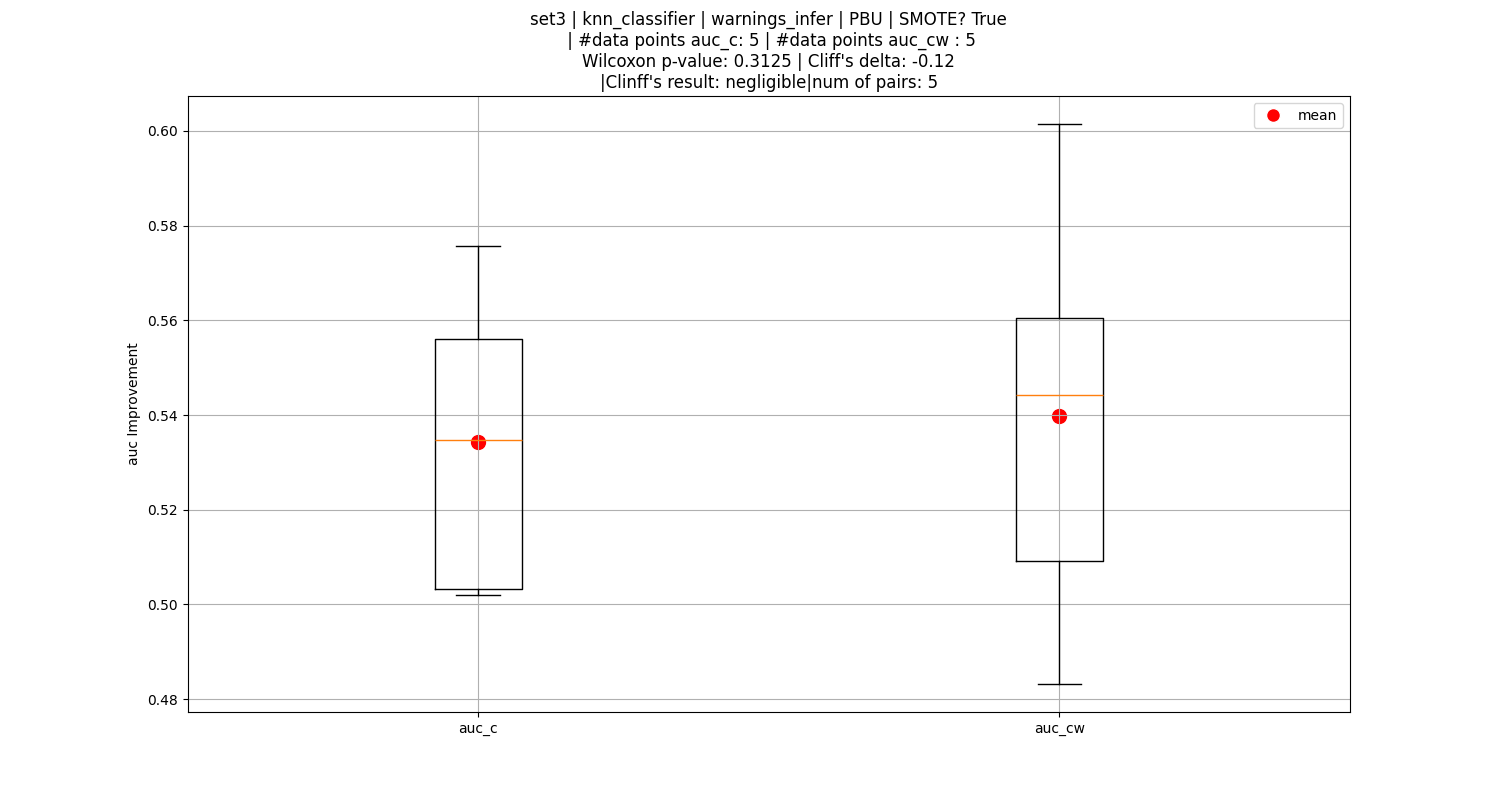 set3 | knn_classifier | warnings_infer | PBU | SMOTE? True
| #data points auc_c: 5 | #data points auc_cw : 5
Wilcoxon p-value: 0.3125 | Cliff's delta: -0.12
|Clinff's result: negligible|num of pairs: 5
mean
0.60
0.58
0.56
0.54
0.52
0.50
0.48
auc Improvement
auc_c
auc_cw